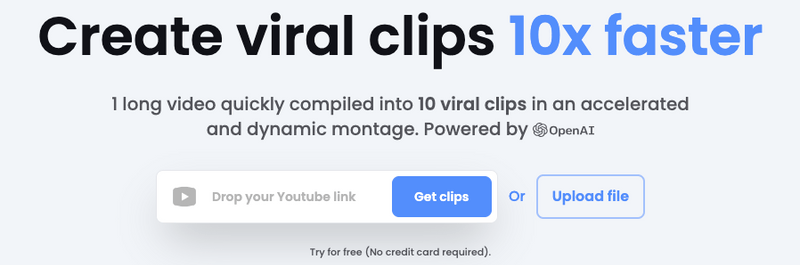 Create viral clips 10x faster
1 long video quickly compiled into 10 viral clips in an accelerated
and dynamic montage. Powered by OpenAI
Drop your Youtube link Get clips Or Upload file
Try for free (No credit card required).